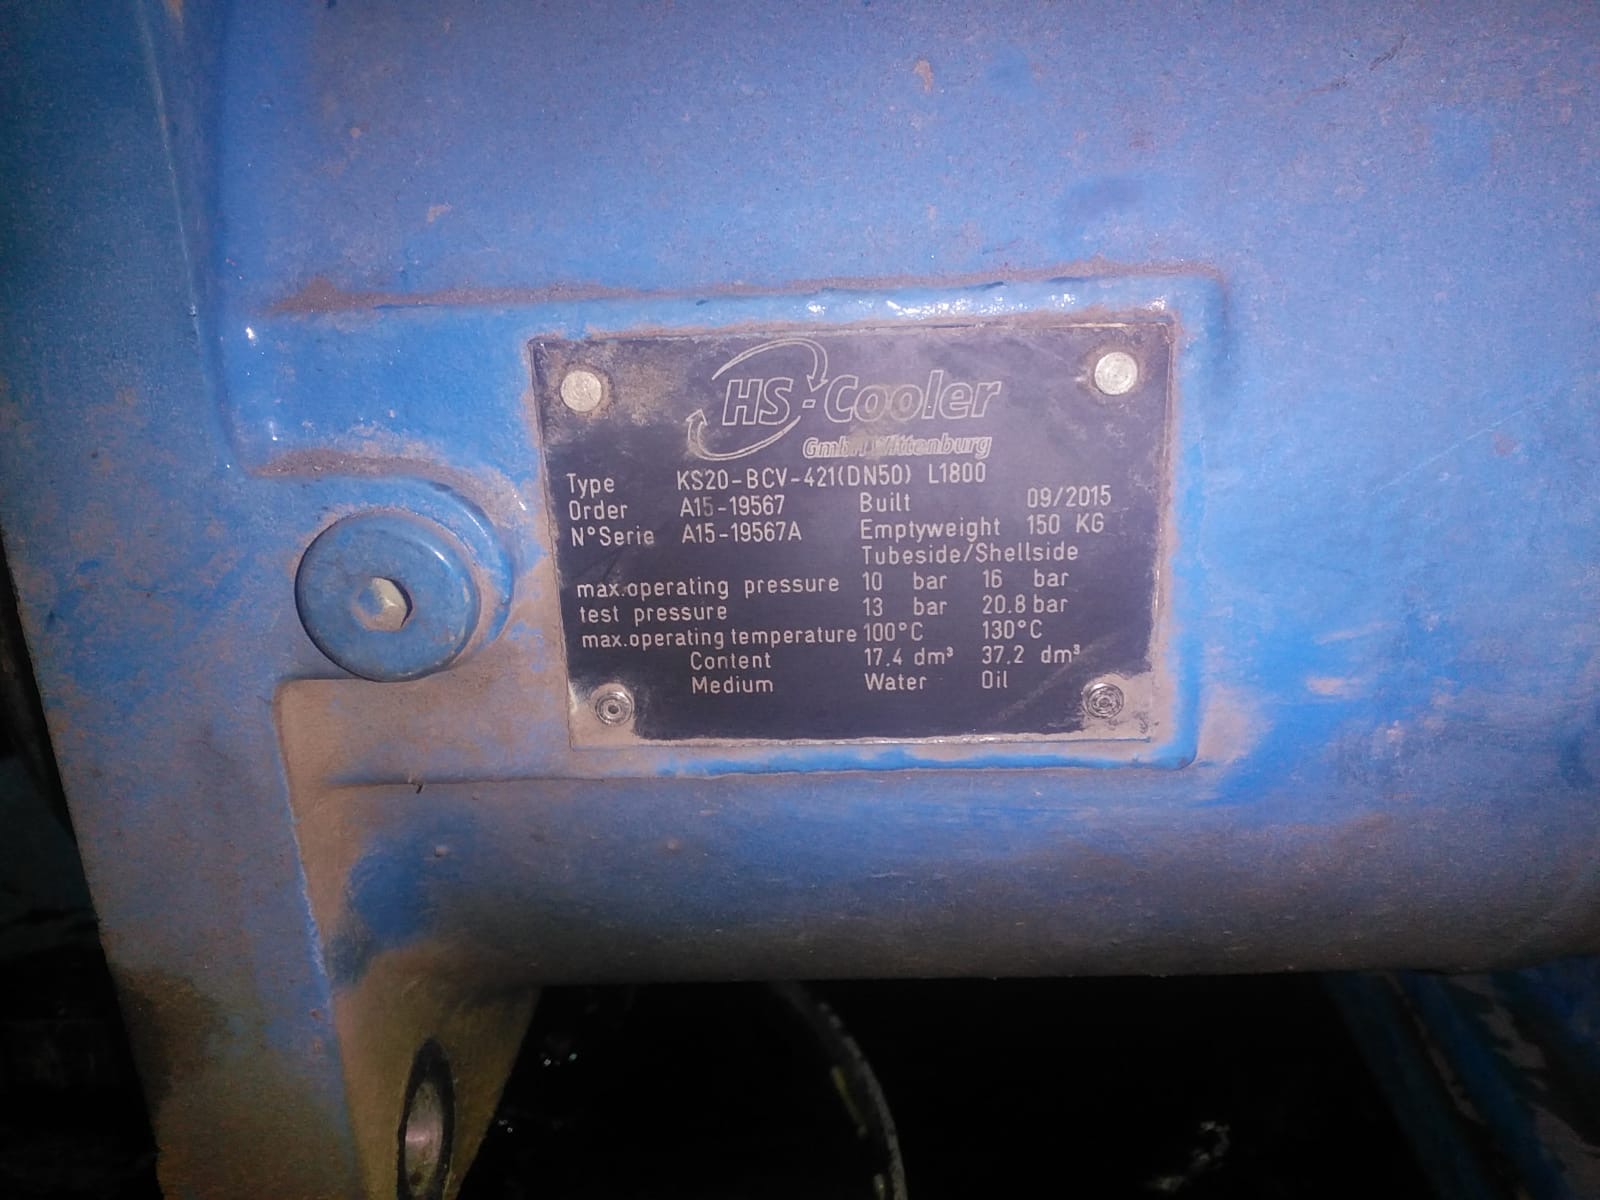 HS-Cooler
GmbH Wittenburg
Type KS20-BCV-421(DN50) L1800
Order A15-19567 Built 09/2015
N°Serie A15-19567A Emptyweight 150 KG
Tubeside/Shellside
max.operating pressure 10 bar 16 bar
test pressure 13 bar 20.8 bar
max.operating temperature 100°C 130°C
Content 17.4 dm³ 37.2 dm³
Medium Water Oil